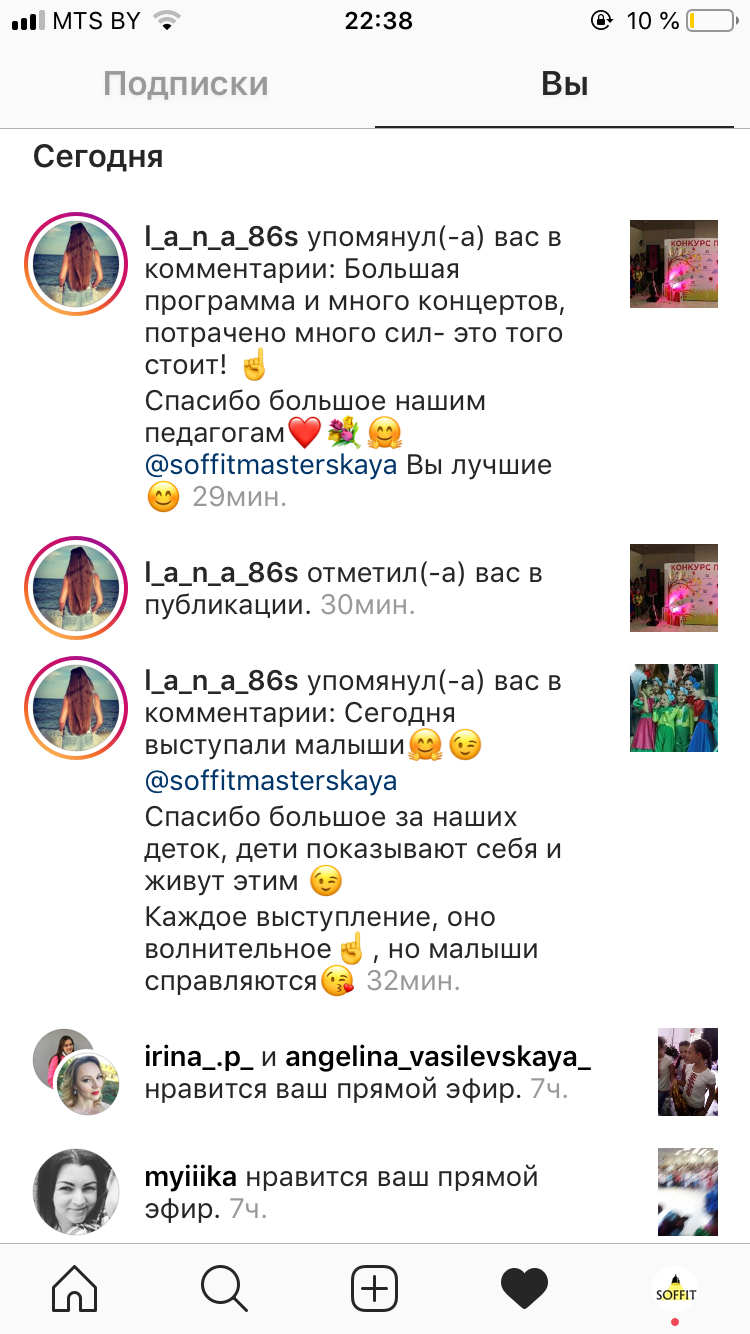 MTS BY 22:38 10 %
Подписки Вы
Сегодня
l_a_n_a_86s упомянул(-а) вас в
комментарии: Большая
программа и много концертов,
потрачено много сил- это того
стоит! ☝️
Спасибо большое нашим
педагогам❤️💐🤗
@soffitmasterskaya Вы лучшие
😊 29мин.
КОНКУРС П
l_a_n_a_86s отметил(-а) вас в
публикации. 30мин.
КОНКУРС П
l_a_n_a_86s упомянул(-а) вас в
комментарии: Сегодня
выступали малыши🤗😉
@soffitmasterskaya
Спасибо большое за наших
деток, дети показывают себя и
живут этим 😉
Каждое выступление, оно
волнительное☝️, но малыши
справляются😘 32мин.
irina_.p_ и angelina_vasilevskaya_
нравится ваш прямой эфир. 7ч.
myiiika нравится ваш прямой
эфир. 7ч.
SOFFIT